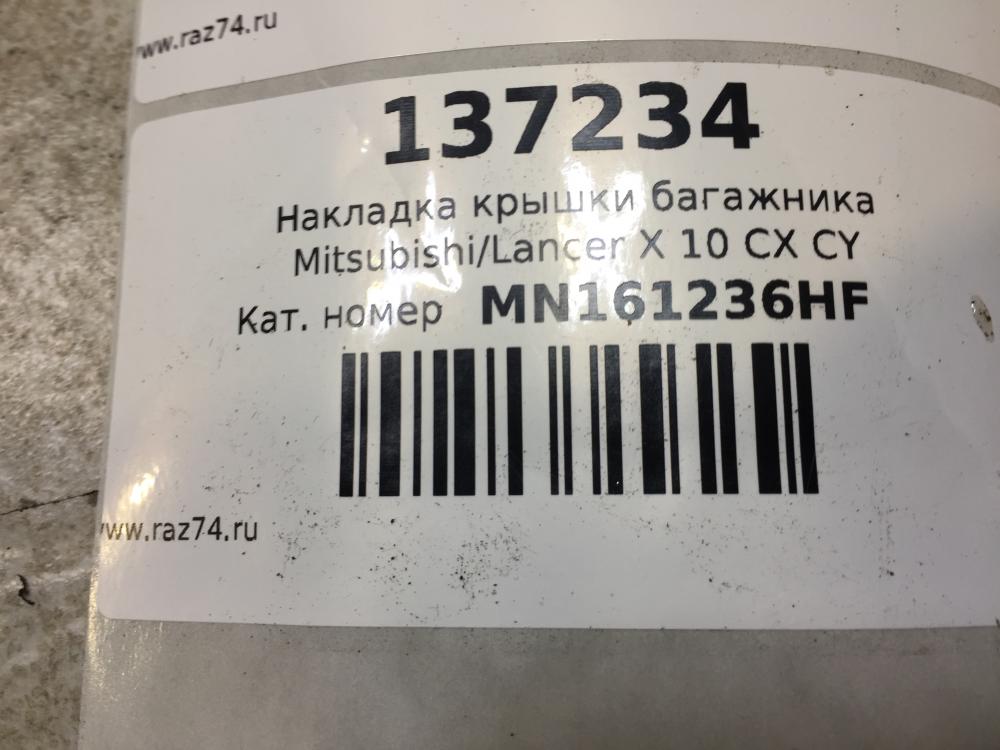 www.raz74.ru
137234
Накладка крышки багажника
Mitsubishi/Lancer X 10 CX CY
Кат. номер MN161236HF
www.raz74.ru